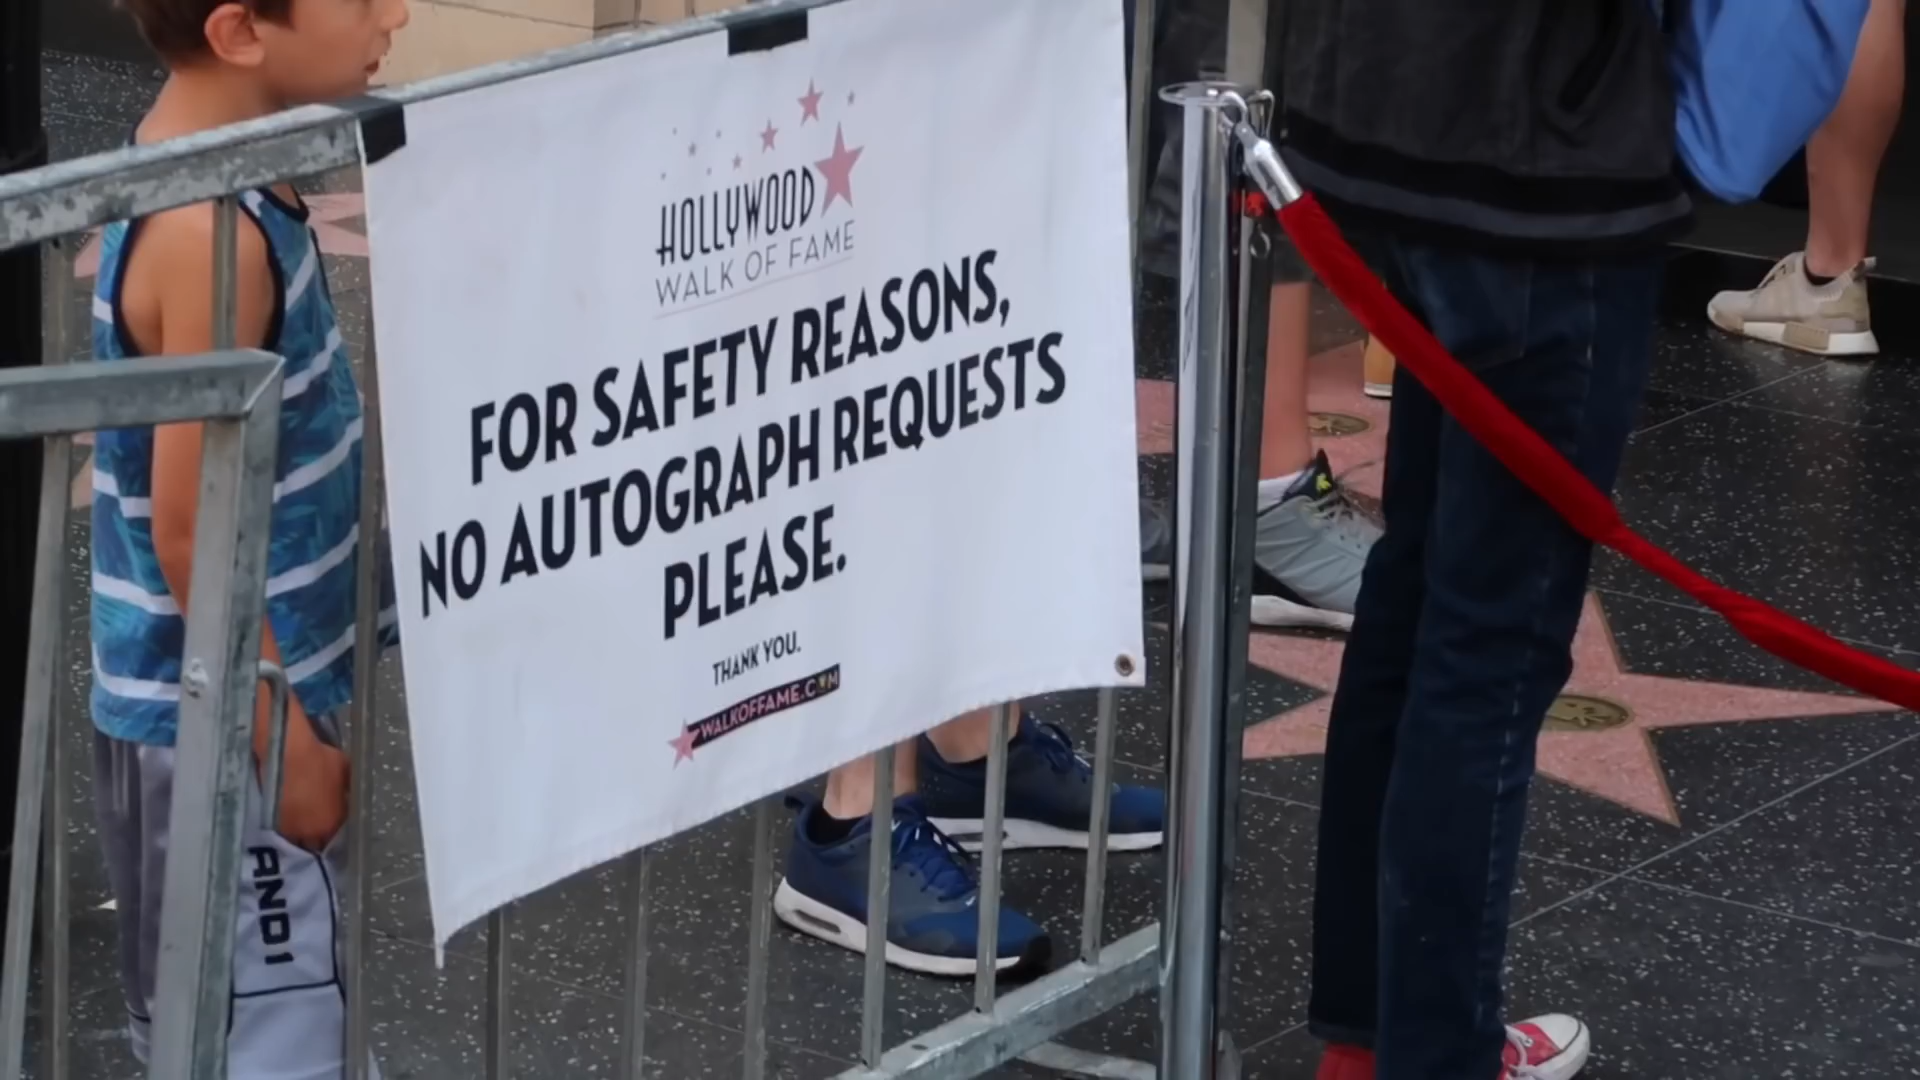 HOLLYWOOD
WALK OF FAME
FOR SAFETY REASONS,
NO AUTOGRAPH REQUESTS
PLEASE.
THANK YOU.
WALKOFFAME.COM
AND1